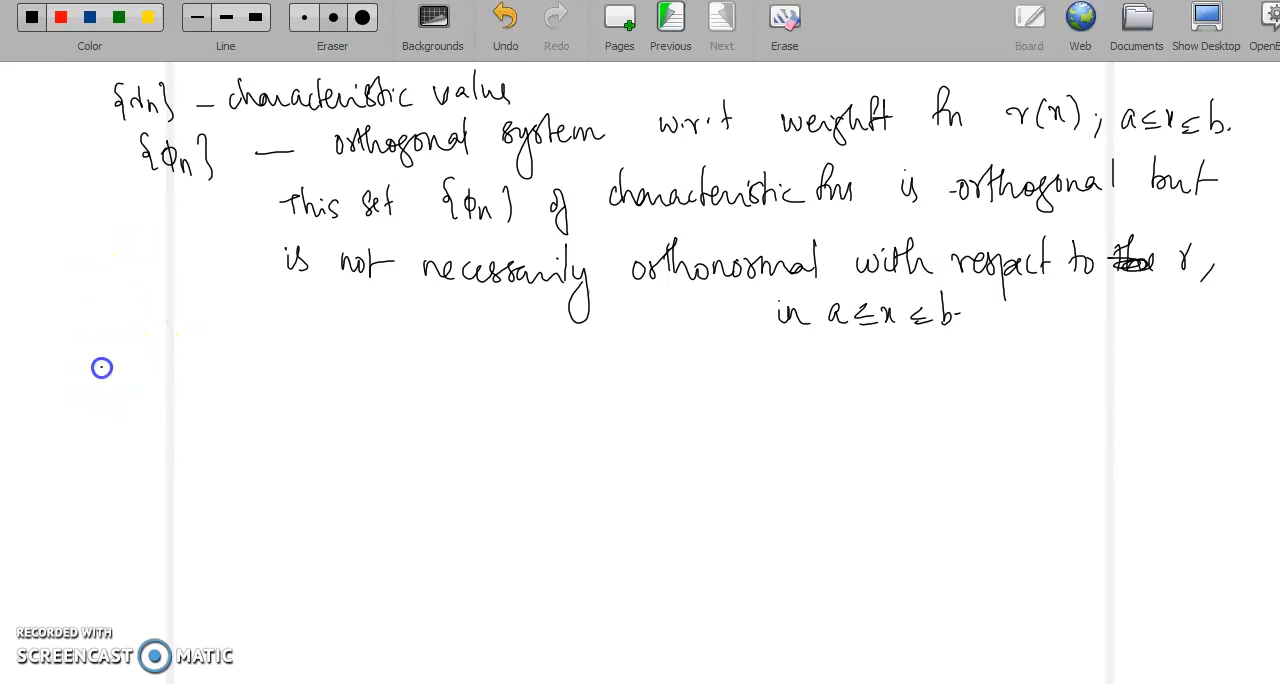 Color
Line
Eraser
Backgrounds
Undo
Redo
Pages
Previous
Next
Erase
Board
Web
Documents
Show Desktop
OpenB
{λn} – characteristic value
{ϕn} — orthogonal system w.r.t weight fn r(x); a≤x≤b.
This set {ϕn} of characteristic fns is orthogonal but
is not necessarily orthonormal with respect to r,
in a≤x≤b.
RECORDED WITH
SCREENCAST MATIC